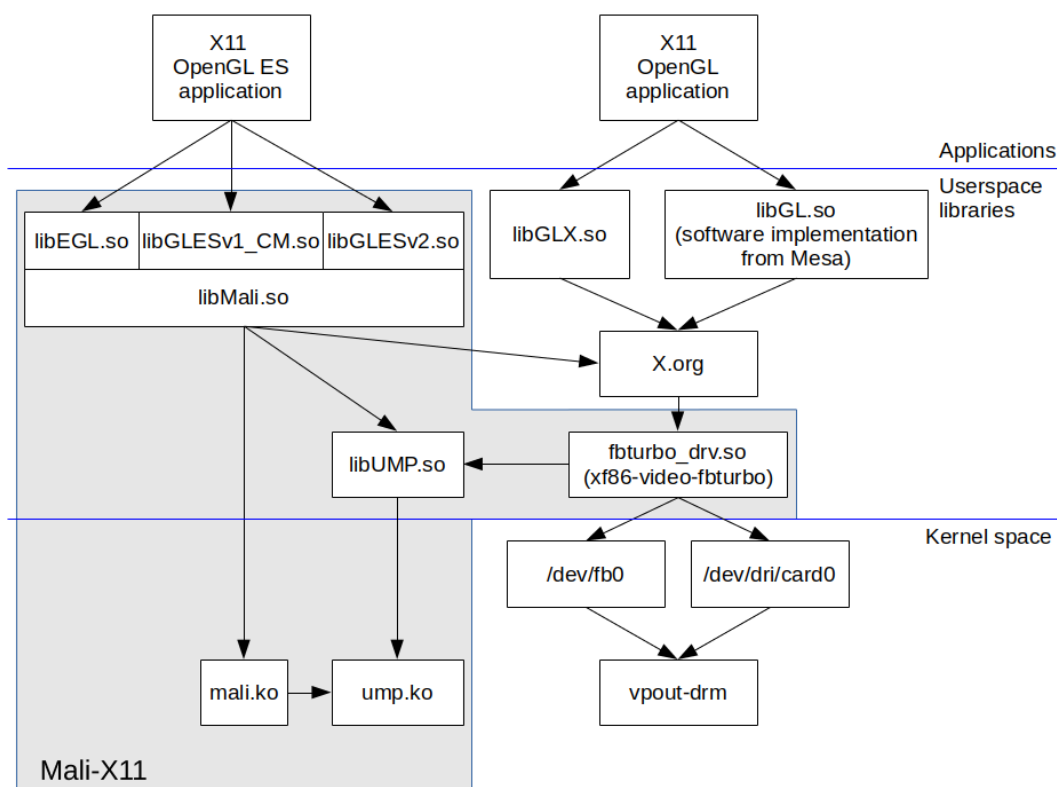 X11
OpenGL ES
application
X11
OpenGL
application
Applications
Userspace
libraries
libEGL.so
libGLESv1_CM.so
libGLESv2.so
libMali.so
libGLX.so
libGL.so
(software implementation
from Mesa)
X.org
libUMP.so
fbturbo_drv.so
(xf86-video-fbturbo)
Kernel space
/dev/fb0
/dev/dri/card0
mali.ko
ump.ko
vpout-drm
Mali-X11